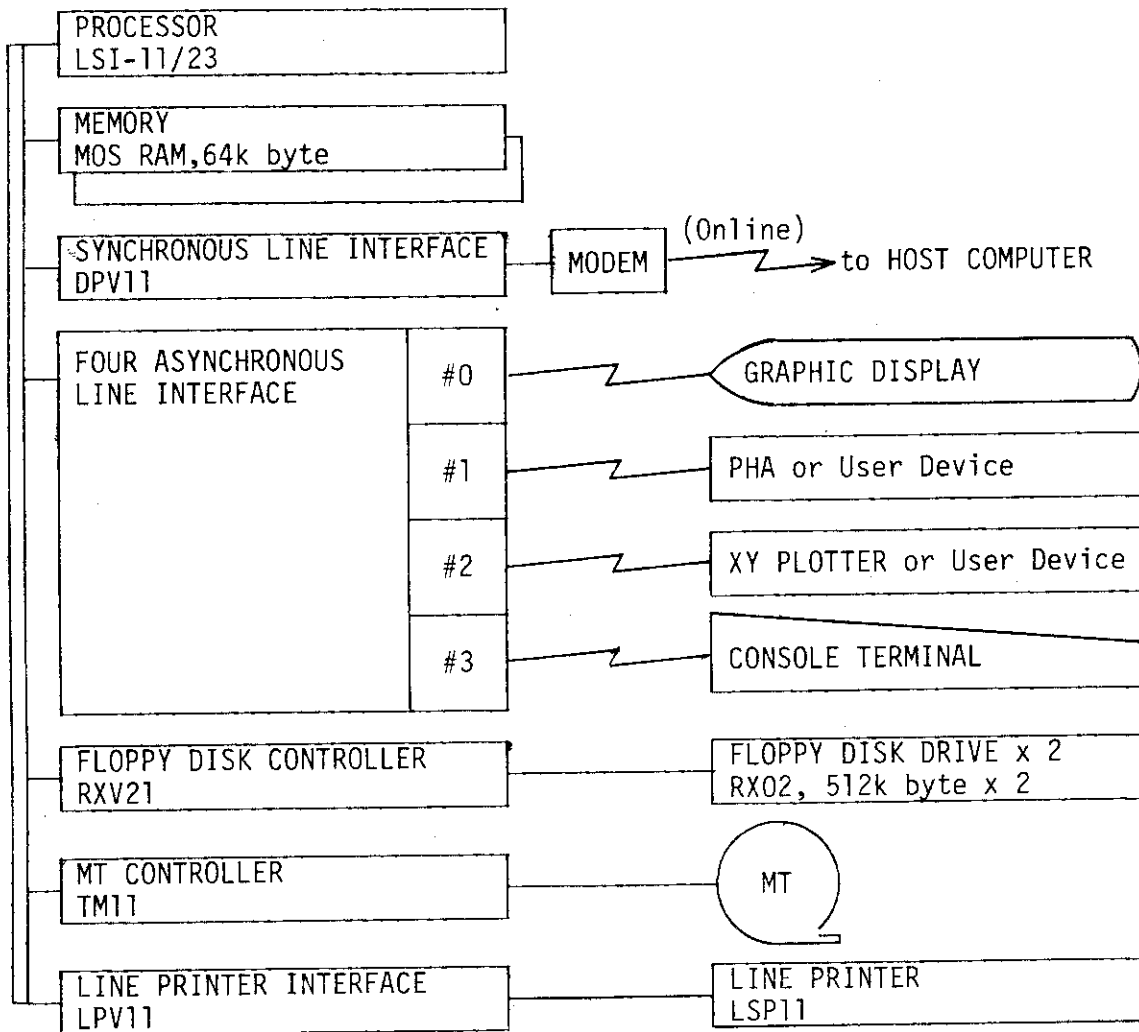 PROCESSOR
LSI-11/23
MEMORY
MOS RAM,64k byte
SYNCHRONOUS LINE INTERFACE
DPV11
MODEM
(Online)
to HOST COMPUTER
FOUR ASYNCHRONOUS
LINE INTERFACE
#0
GRAPHIC DISPLAY
#1
PHA or User Device
#2
XY PLOTTER or User Device
#3
CONSOLE TERMINAL
FLOPPY DISK CONTROLLER
RXV21
FLOPPY DISK DRIVE x 2
RX02, 512k byte x 2
MT CONTROLLER
TM11
MT
LINE PRINTER INTERFACE
LPV11
LINE PRINTER
LSP11